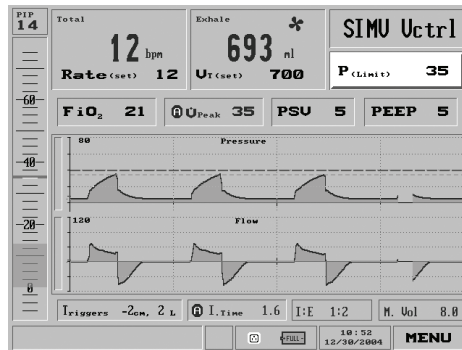 PIP
14
Total
12 bpm
Rate (set) 12
Exhale
693 ml
VT (set) 700
SIMV Vctrl
P (Limit) 35
60
40
20
0
FiO2 21
A V̇Peak 35
PSV 5
PEEP 5
80
Pressure
120
Flow
Triggers -2cm, 2 L
A I.Time 1.6
I:E 1:2
M. Vol 8.0
FULL
10:52
12/30/2004
MENU